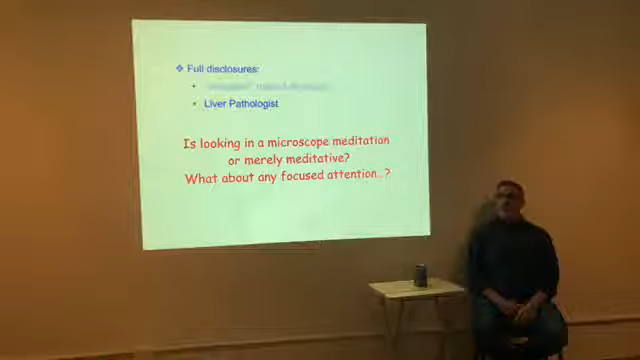 Full disclosures:
Liver Pathologist
Is looking in a microscope meditation
or merely meditative?
What about any focused attention…?